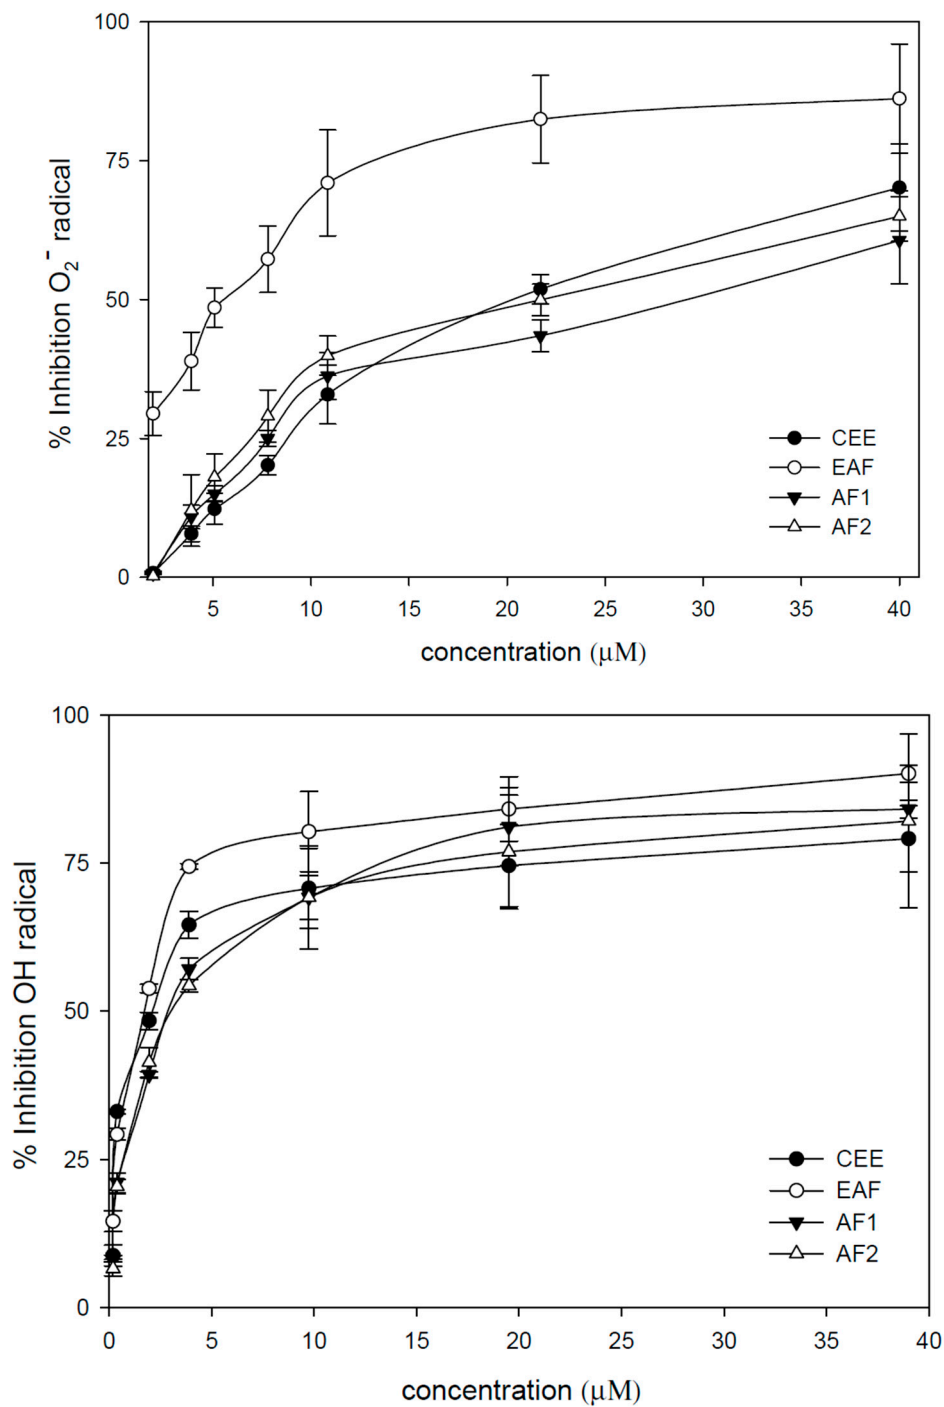 % Inhibition O₂⁻ radical
100
75
50
25
0
CEE
EAF
AF1
AF2
5 10 15 20 25 30 35 40
concentration (µM)
% Inhibition OH radical
100
75
50
25
0
CEE
EAF
AF1
AF2
0 5 10 15 20 25 30 35 40
concentration (µM)